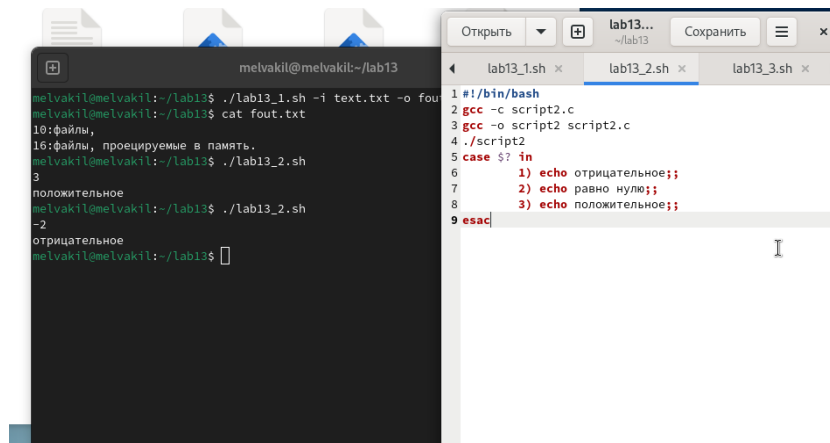 melvakil@melvakil:~/lab13
melvakil@melvakil:~/lab13$ ./lab13_1.sh -i text.txt -o fou
melvakil@melvakil:~/lab13$ cat fout.txt
10:файлы,
16:файлы, проецируемые в память.
melvakil@melvakil:~/lab13$ ./lab13_2.sh
3
положительное
melvakil@melvakil:~/lab13$ ./lab13_2.sh
-2
отрицательное
melvakil@melvakil:~/lab13$
Открыть
lab13...
~/lab13
Сохранить
lab13_1.sh
lab13_2.sh
lab13_3.sh
1 #!/bin/bash
2 gcc -c script2.c
3 gcc -o script2 script2.c
4 ./script2
5 case $? in
6 1) echo отрицательное;;
7 2) echo равно нулю;;
8 3) echo положительное;;
9 esac